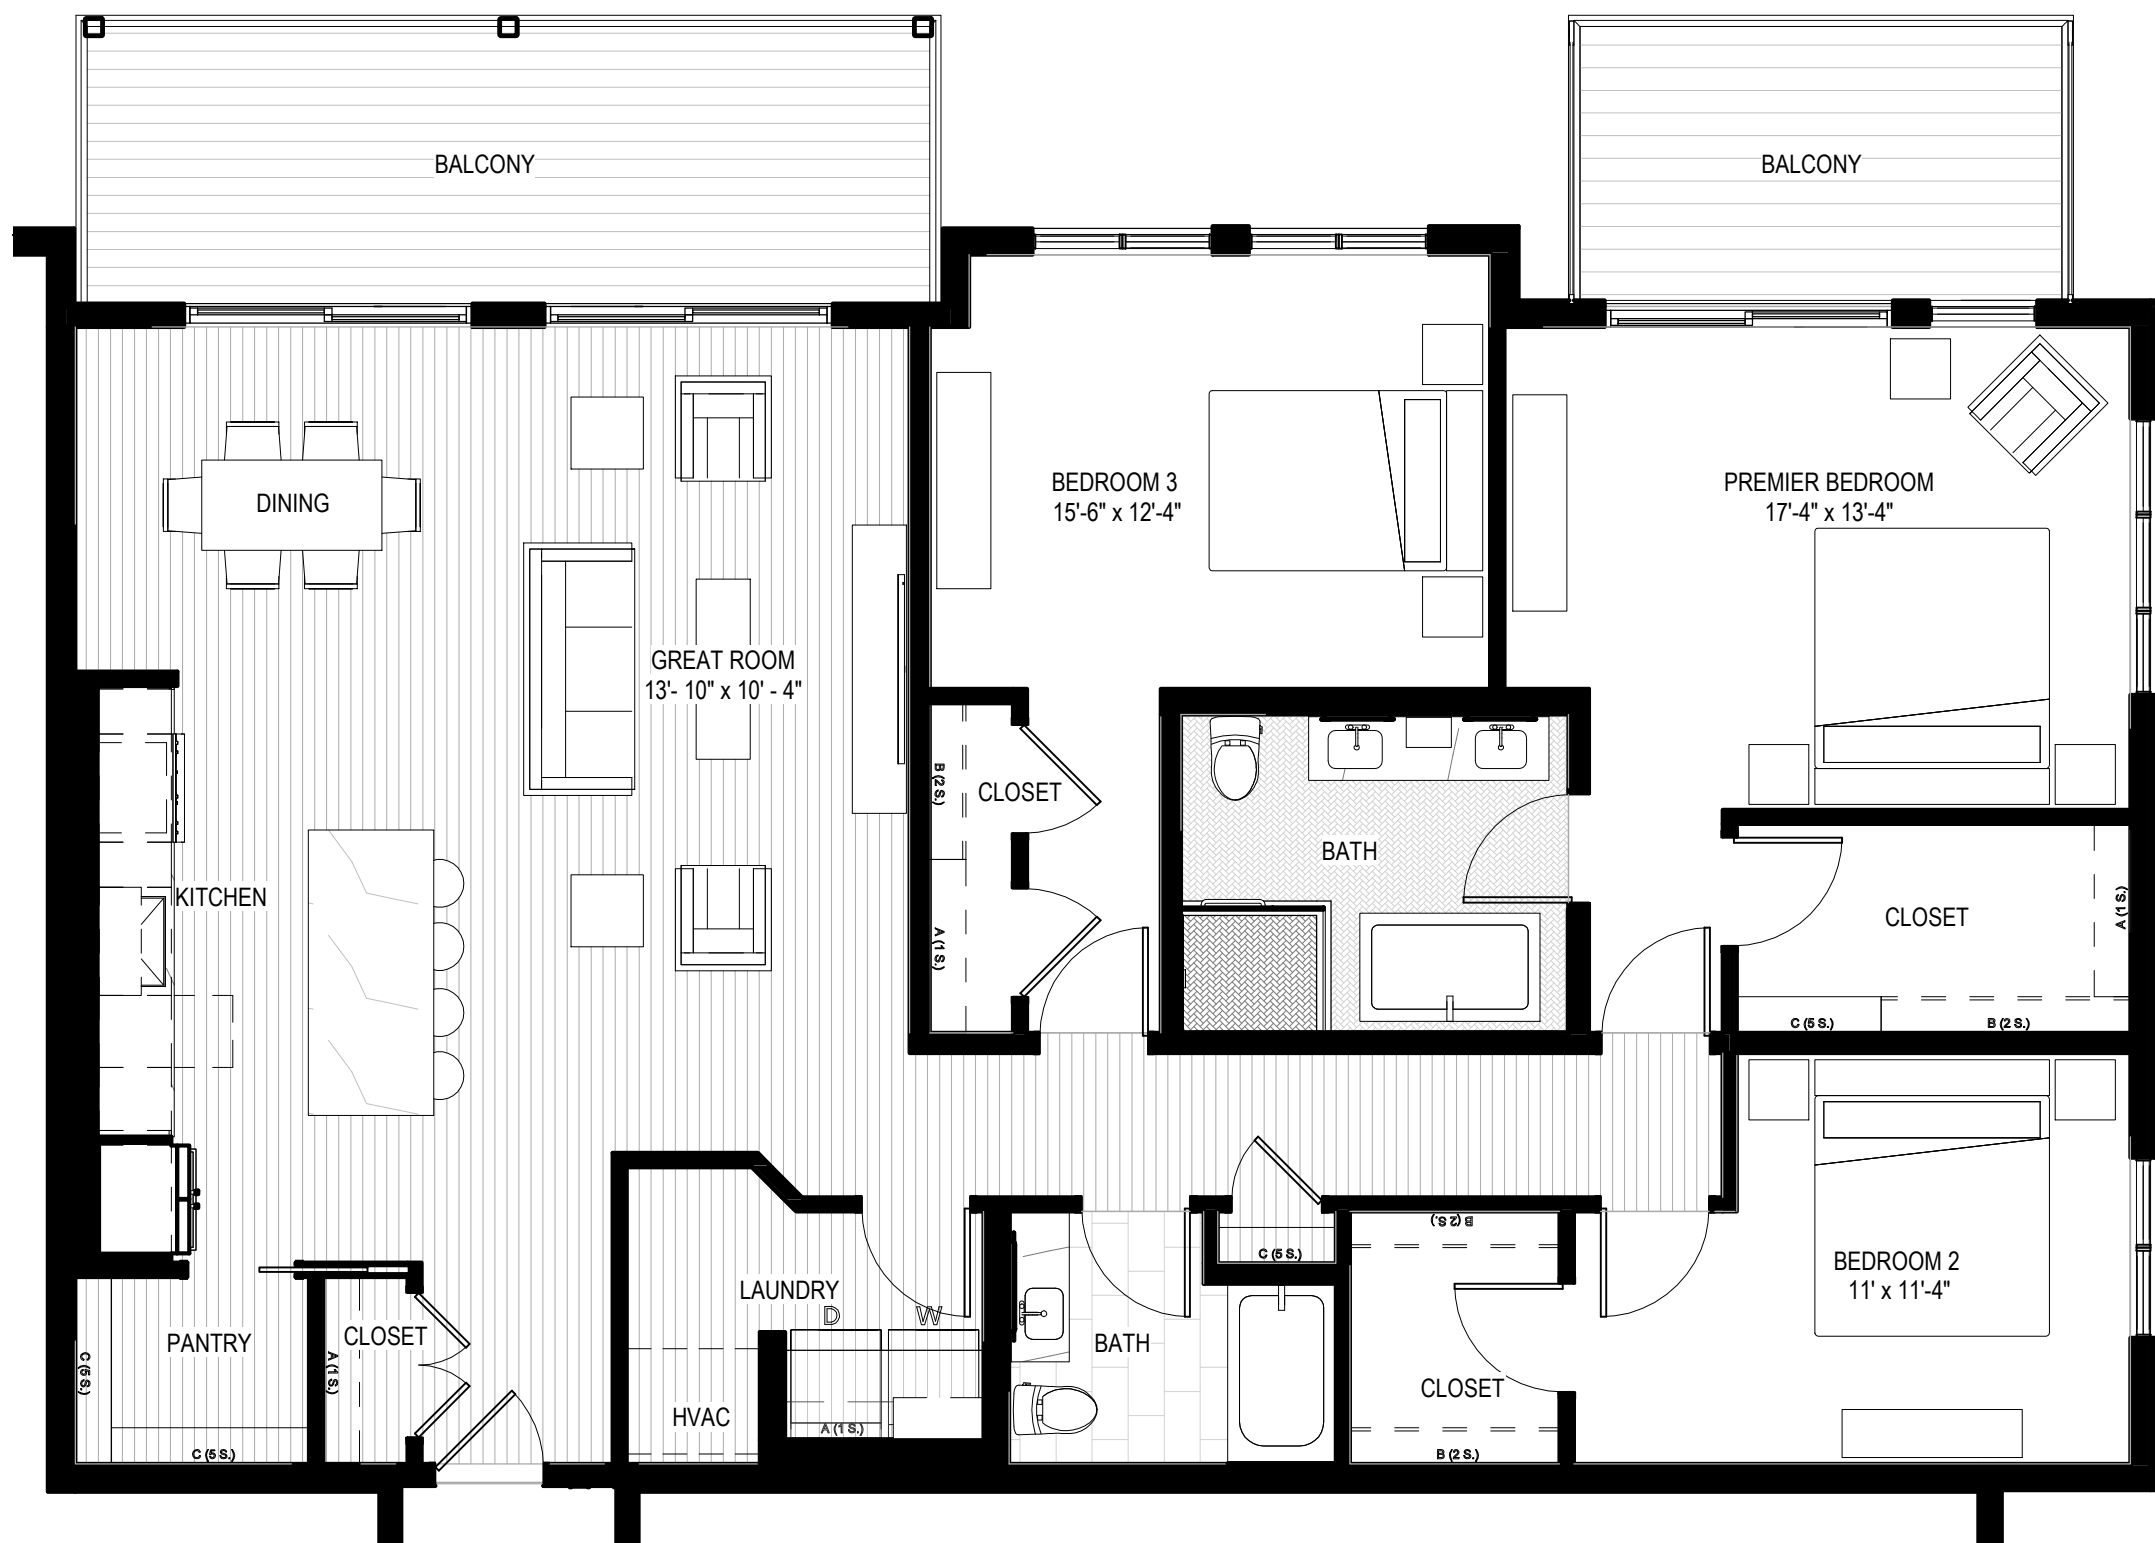 BALCONY
BALCONY
BEDROOM 3
15'-6" x 12'-4"
PREMIER BEDROOM
17'-4" x 13'-4"
DINING
GREAT ROOM
13'- 10" x 10' - 4"
B (2 S.)
CLOSET
BATH
KITCHEN
A (1 S.)
CLOSET
A (1 S.)
C (5 S.)
B (2 S.)
B (2 S.)
C (5 S.)
BEDROOM 2
11' x 11'-4"
LAUNDRY
D
W
PANTRY
CLOSET
BATH
C (5 S.)
A (1 S.)
CLOSET
HVAC
A (1 S.)
C (5 S.)
B (2 S.)